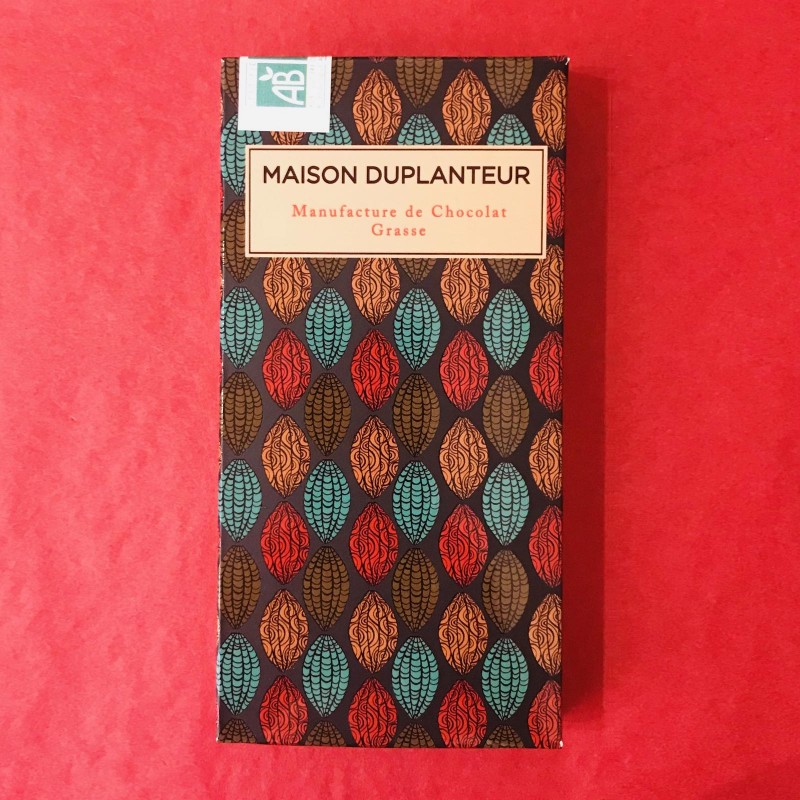 AB
MAISON DUPLANTEUR
Manufacture de Chocolat
Grasse